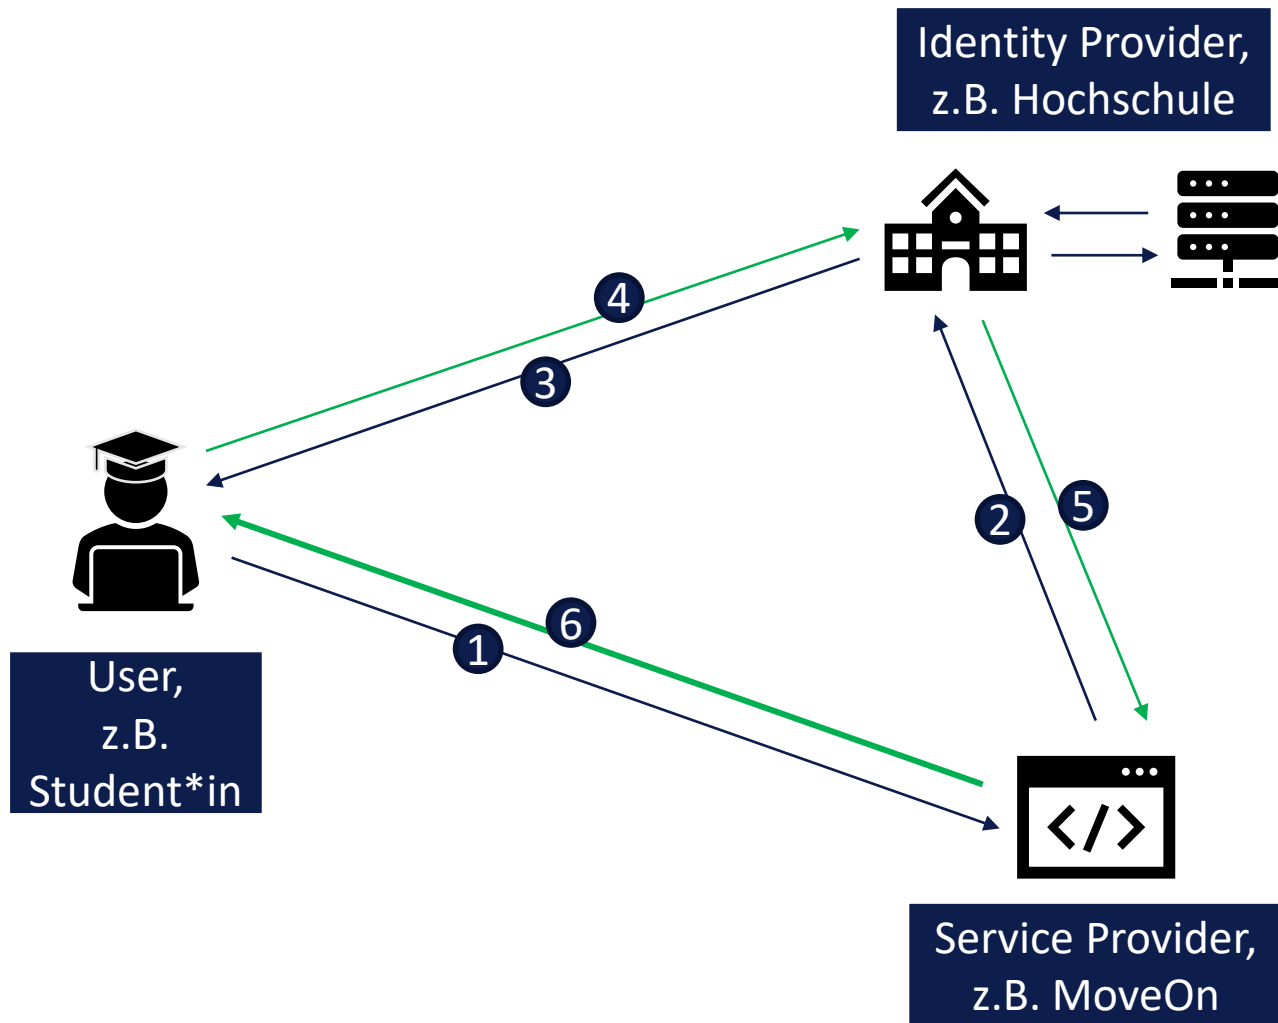 Identity Provider,
z.B. Hochschule
4
3
2
5
6
1
User,
z.B.
Student*in
</>
Service Provider,
z.B. MoveOn